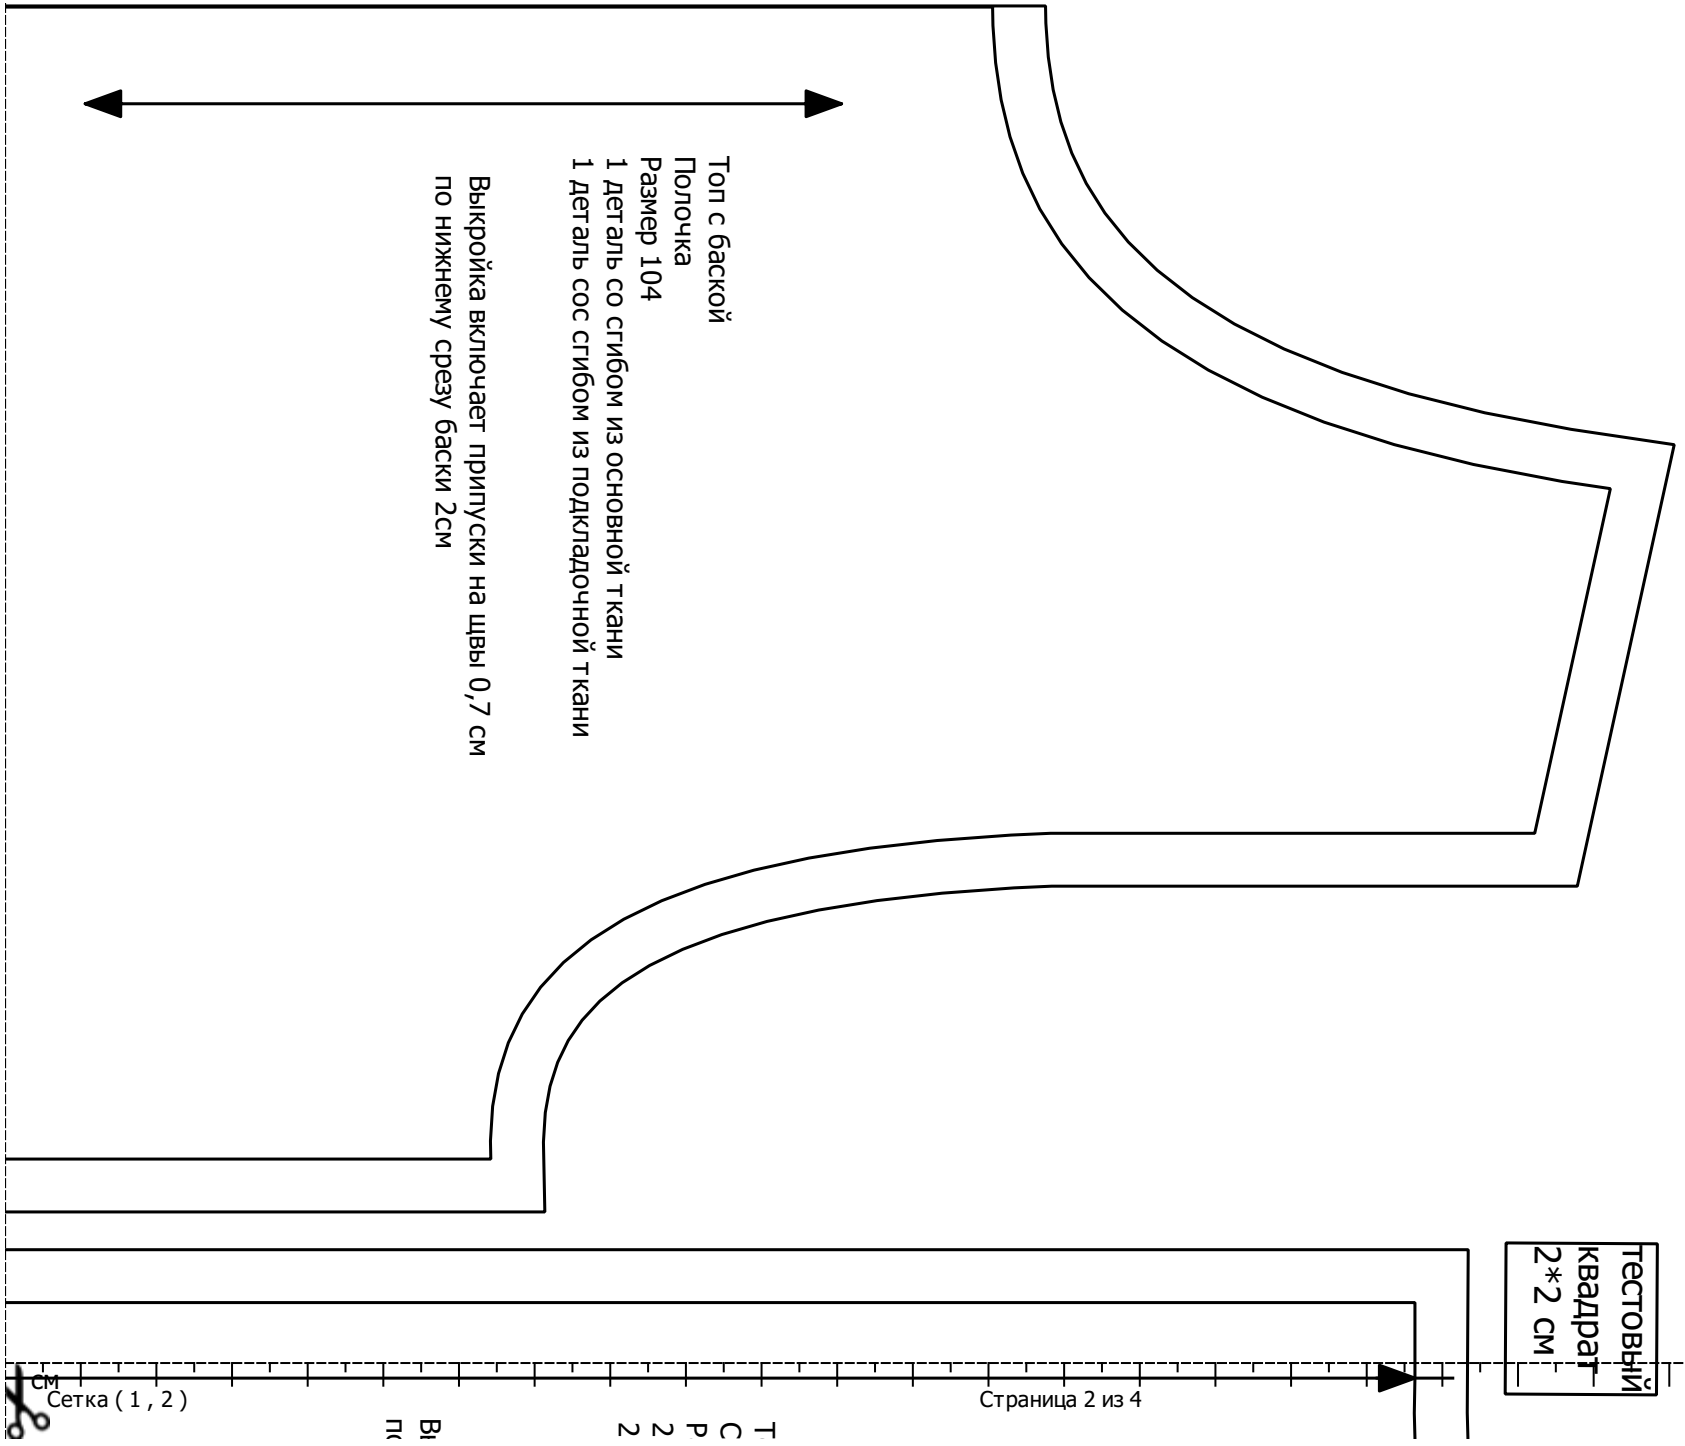 Топ с баской
Полочка
Размер 104
1 деталь со сгибом из основной ткани
1 деталь сос сгибом из подкладочной ткани
Выкройка включает припуски на щвы 0,7 см
по нижнему срезу баски 2см
тестовый
квадрат
2*2 см
см
Сетка ( 1 , 2 )
Страница 2 из 4